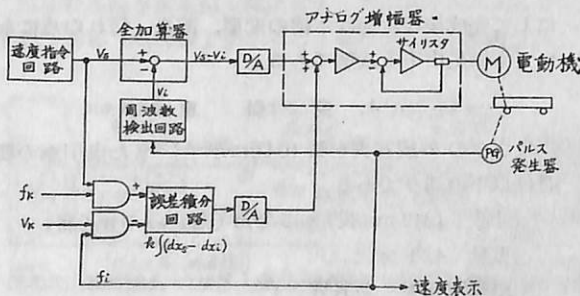 アナログ増幅器
速度指令
回路
Vs
全加算器
+
-
Vs-Vi
D/A
+
+
+
-
サイリスタ
M
電動機
Vi
周波数
検出回路
PG
パルス
発生器
fK
VK
+
-
誤差積分
回路
D/A
k∫(dxs-dxi)
fi
速度表示